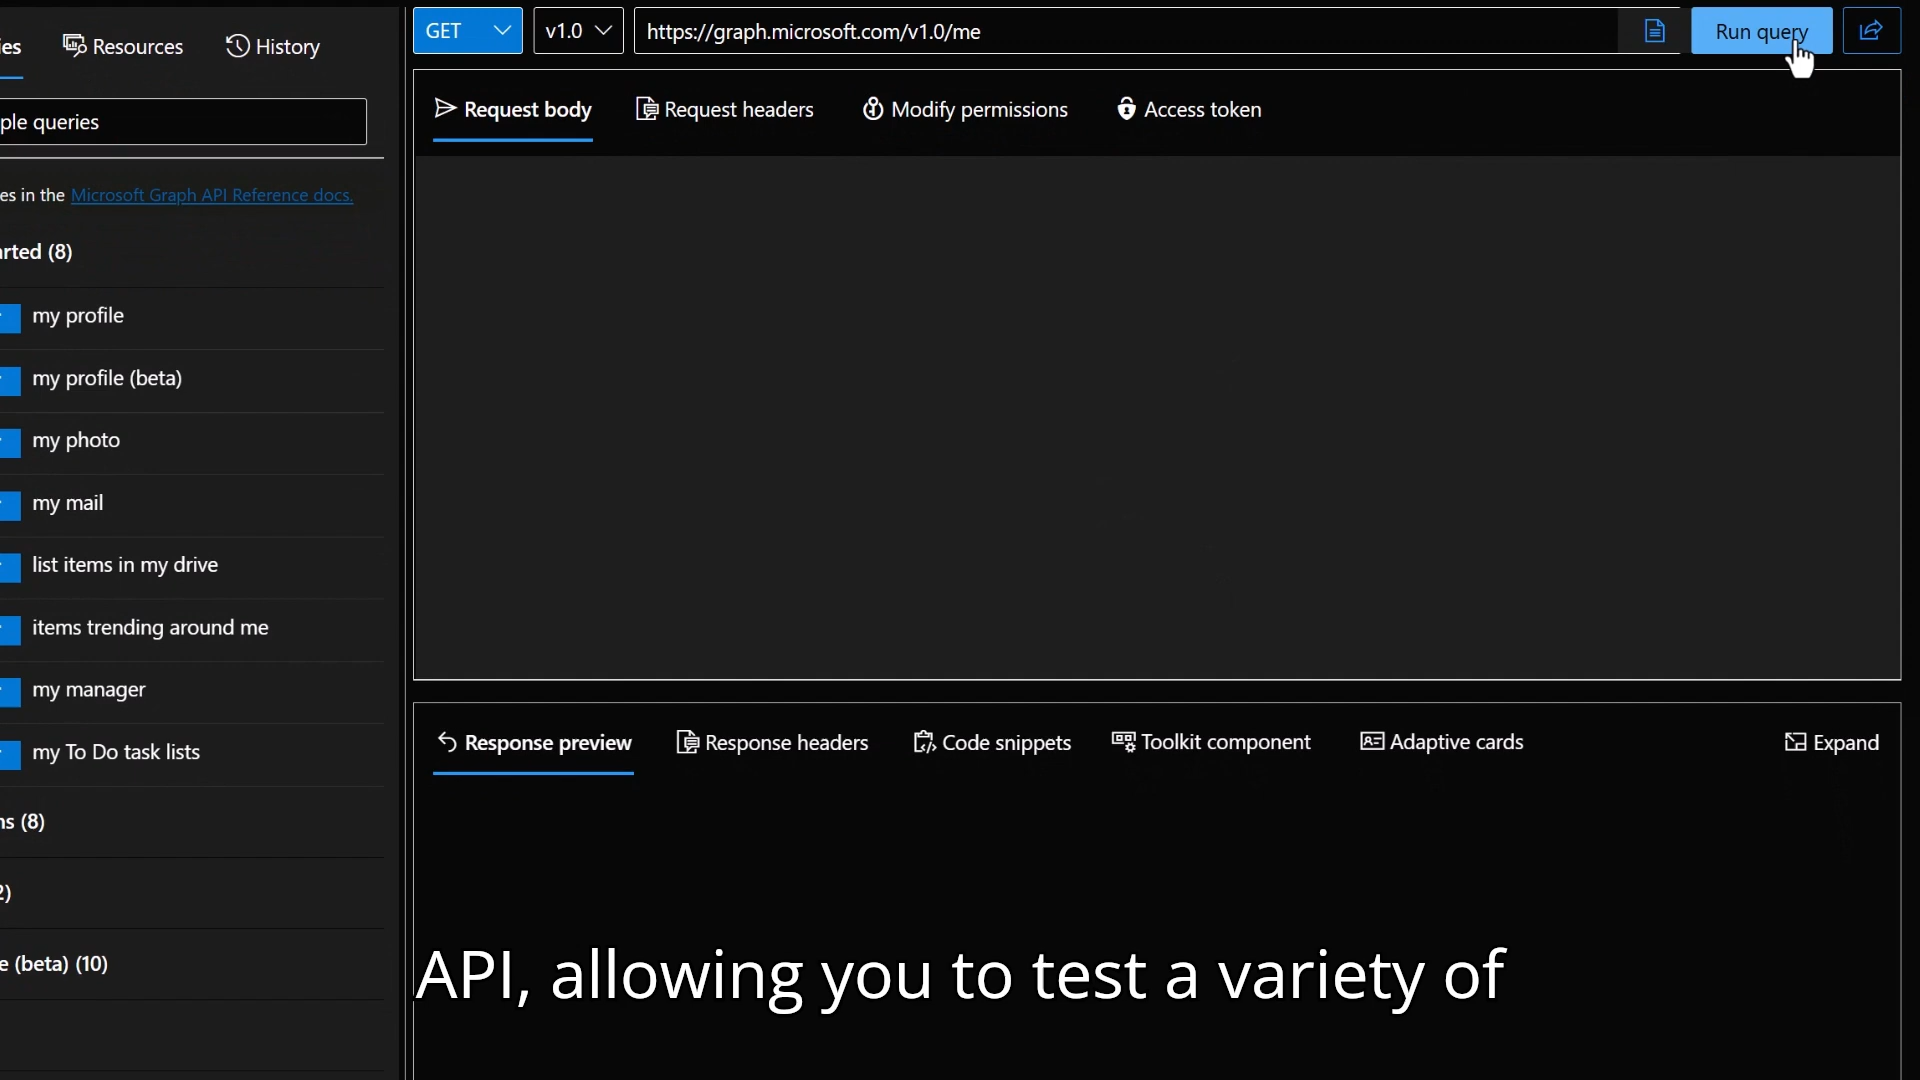 ies Resources History
ple queries
es in the Microsoft Graph API Reference docs.
arted (8)
my profile
my profile (beta)
my photo
my mail
list items in my drive
items trending around me
my manager
my To Do task lists
ns (8)
2)
e (beta) (10)
GET v1.0 https://graph.microsoft.com/v1.0/me Run query
Request body Request headers Modify permissions Access token
Response preview Response headers Code snippets Toolkit component Adaptive cards Expand
API, allowing you to test a variety of